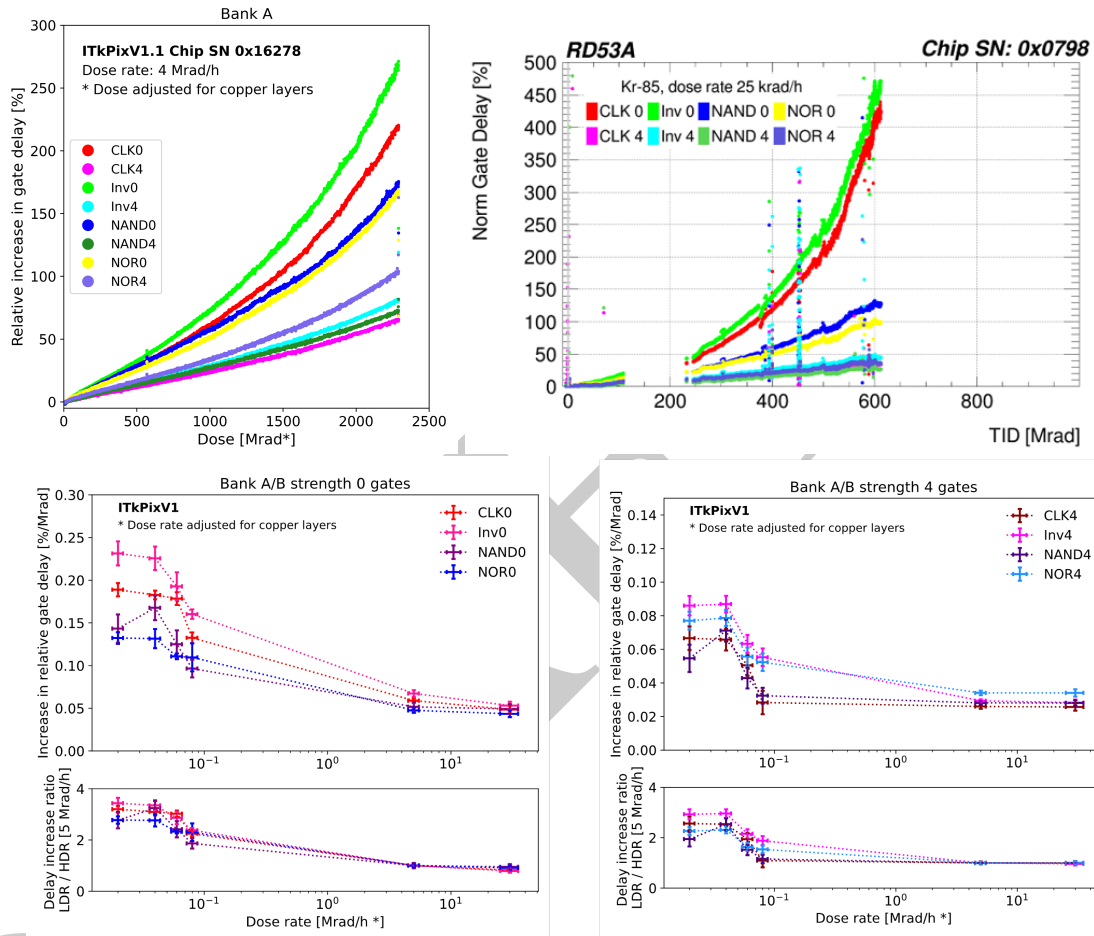 Bank A
ITkPixV1.1 Chip SN 0x16278
Dose rate: 4 Mrad/h
* Dose adjusted for copper layers
Relative increase in gate delay [%]
300
250
200
150
100
50
0
CLK0
CLK4
Inv0
Inv4
NAND0
NAND4
NOR0
NOR4
0 500 1000 1500 2000 2500
Dose [Mrad*]
RD53A Chip SN: 0x0798
Norm Gate Delay [%]
Kr-85, dose rate 25 krad/h
CLK 0 Inv 0 NAND 0 NOR 0
CLK 4 Inv 4 NAND 4 NOR 4
500
450
400
350
300
250
200
150
100
50
0
0 200 400 600 800
TID [Mrad]
Bank A/B strength 0 gates
ITkPixV1
* Dose rate adjusted for copper layers
CLK0
Inv0
NAND0
NOR0
Increase in relative gate delay [%/Mrad]
0.30
0.25
0.20
0.15
0.10
0.05
0.00
10⁻¹ 10⁰ 10¹
Delay increase ratio
LDR / HDR [5 Mrad/h]
4
2
0
10⁻¹ 10⁰ 10¹
Dose rate [Mrad/h *]
Bank A/B strength 4 gates
ITkPixV1
* Dose rate adjusted for copper layers
CLK4
Inv4
NAND4
NOR4
Increase in relative gate delay [%/Mrad]
0.14
0.12
0.10
0.08
0.06
0.04
0.02
0.00
10⁻¹ 10⁰ 10¹
Delay increase ratio
LDR / HDR [5 Mrad/h]
4
2
0
10⁻¹ 10⁰ 10¹
Dose rate [Mrad/h *]